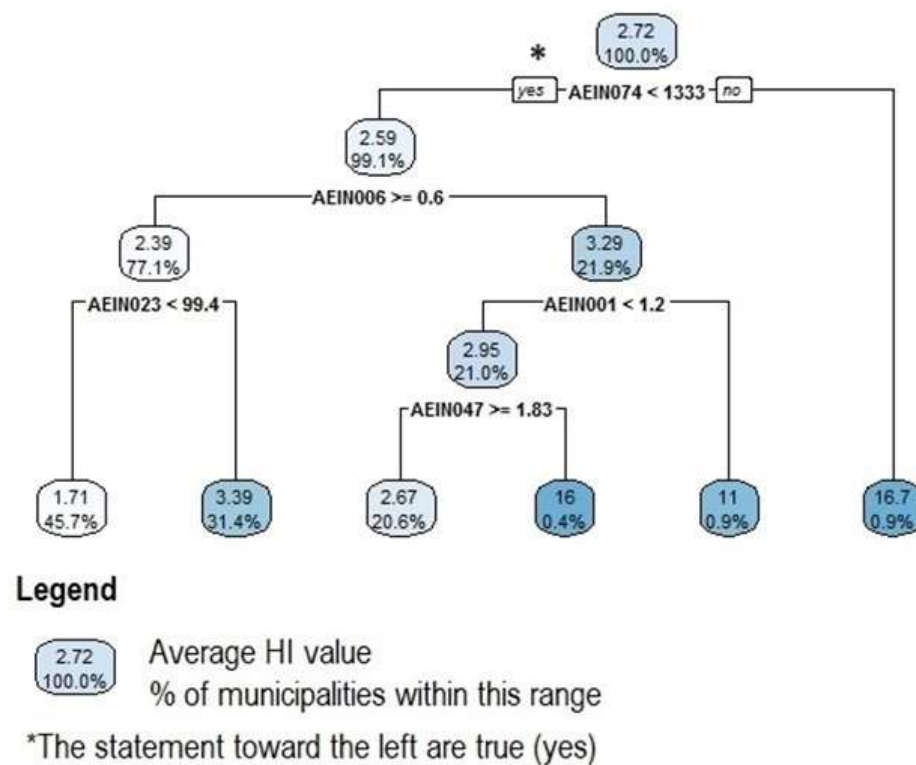 2.72
100.0%
*
yes AEIN074 < 1333 no
2.59
99.1%
AEIN006 >= 0.6
2.39
77.1%
3.29
21.9%
AEIN023 < 99.4
AEIN001 < 1.2
2.95
21.0%
AEIN047 >= 1.83
1.71
45.7%
3.39
31.4%
2.67
20.6%
16
0.4%
11
0.9%
16.7
0.9%
Legend
2.72
100.0%
Average HI value
% of municipalities within this range
*The statement toward the left are true (yes)